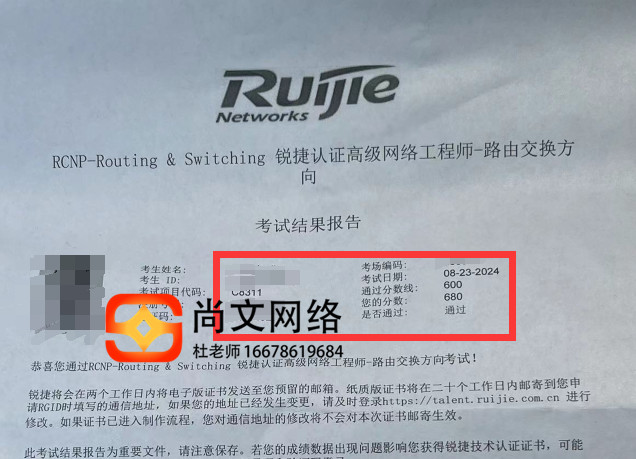 Ruijie
Networks
RCNP-Routing & Switching 锐捷认证高级网络工程师-路由交换方
向
考试结果报告
考生姓名:
考场编码:
考生 ID:
考试日期: 08-23-2024
考试项目代码: C8311
通过分数线: 600
您的分数: 680
是否通过: 通过
尚文网络
杜老师 16678619684
恭喜您通过RCNP-Routing & Switching 锐捷认证高级网络工程师-路由交换方向考试！
锐捷将会在两个工作日内将电子版证书发送至您预留的邮箱。纸质版证书将在二十个工作日内邮寄到您申
请RGID时填写的通信地址，如果您的地址已经发生变更，请及时登录https://talent.ruijie.com.cn 进行
修改。如果证书已进入制作流程，您对通信地址的修改将不会对本次证书邮寄生效。
此考试结果报告为重要文件，请注意保存。若您的成绩数据出现问题影响您获得锐捷技术认证证书，可能